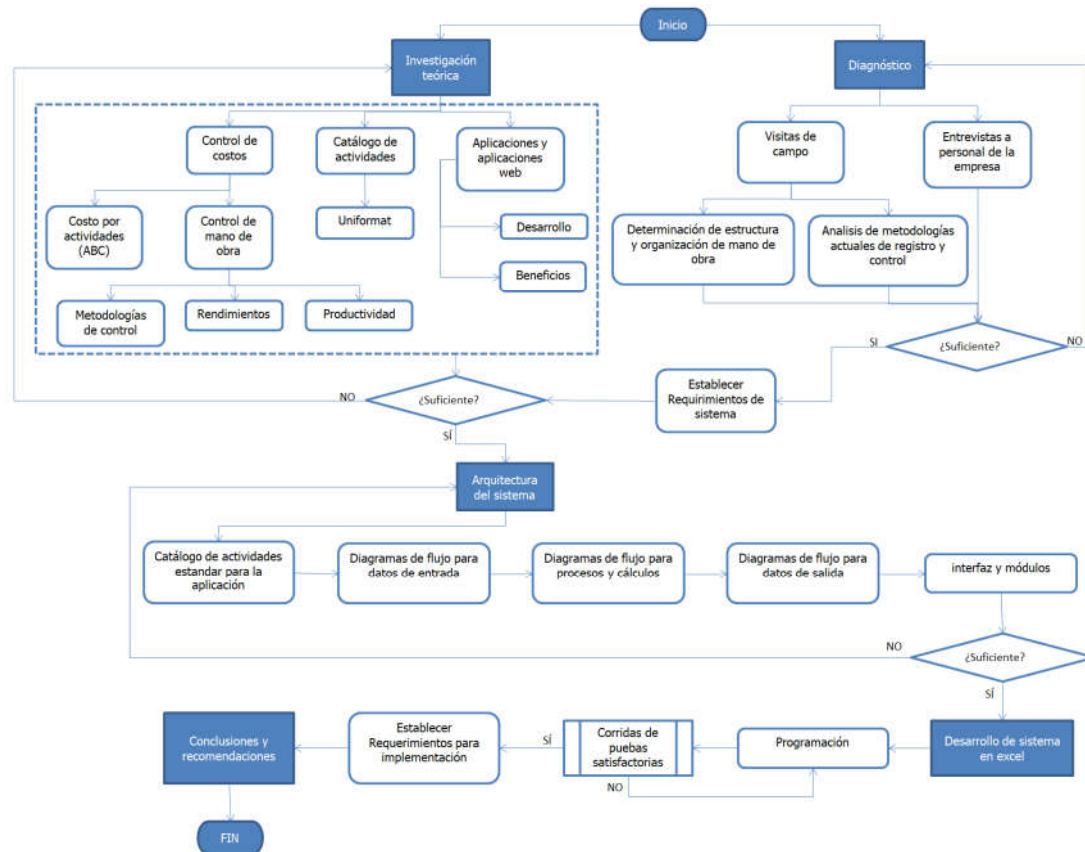 Inicio
Investigación
teórica
Diagnóstico
Control de
costos
Catálogo de
actividades
Aplicaciones y
aplicaciones
web
Visitas de
campo
Entrevistas a
personal de la
empresa
Costo por
actividades
(ABC)
Control de
mano de
obra
Uniformat
Desarrollo
Beneficios
Determinación de estructura
y organización de mano de
obra
Analisis de metodologías
actuales de registro y
control
Metodologías
de control
Rendimientos
Productividad
¿Suficiente?
SI
NO
Establecer
Requirimientos de
sistema
¿Suficiente?
NO
SÍ
Arquitectura
del sistema
Catálogo de actividades
estandar para la
aplicación
Diagramas de flujo para
datos de entrada
Diagramas de flujo para
procesos y cálculos
Diagramas de flujo para
datos de salida
interfaz y módulos
NO
¿Suficiente?
SÍ
Conclusiones y
recomendaciones
Establecer
Requerimientos para
implementación
SÍ
Corridas de
puebas
satisfactorias
NO
Programación
Desarrollo de sistema
en excel
FIN